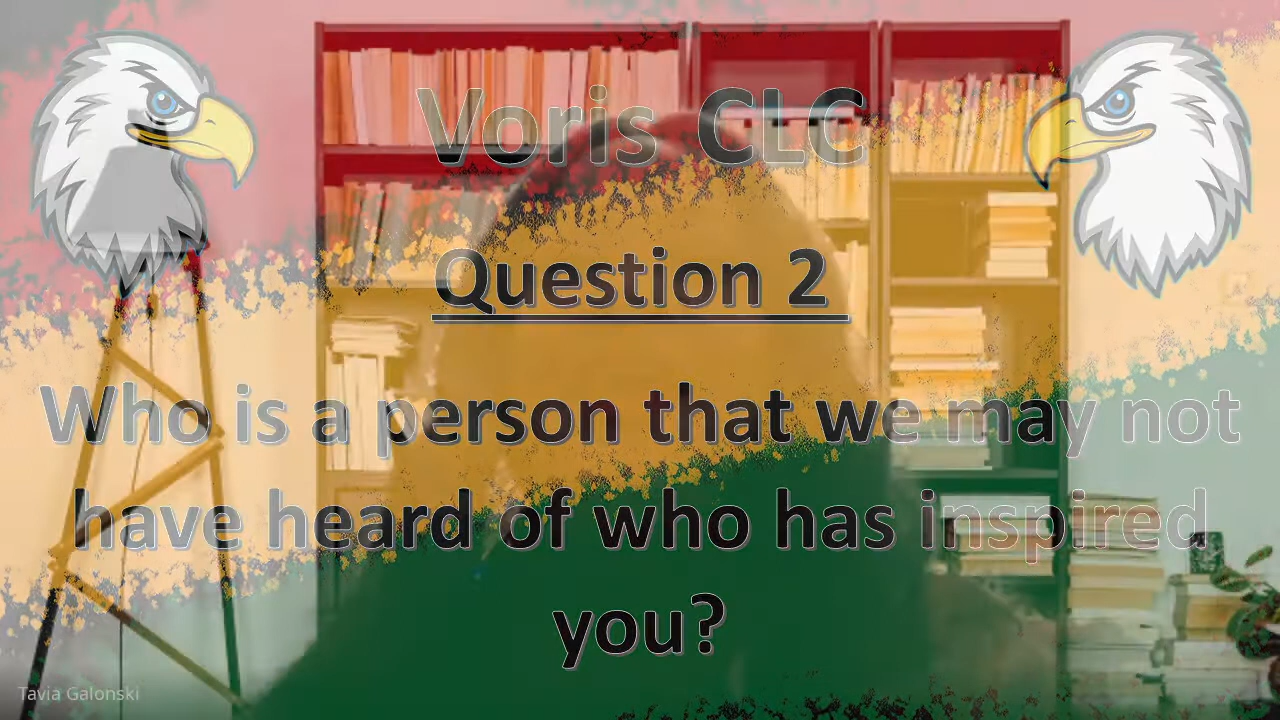 Voris CLC
Question 2
Who is a person that we may not
have heard of who has inspired
you?
Tavia Galonski